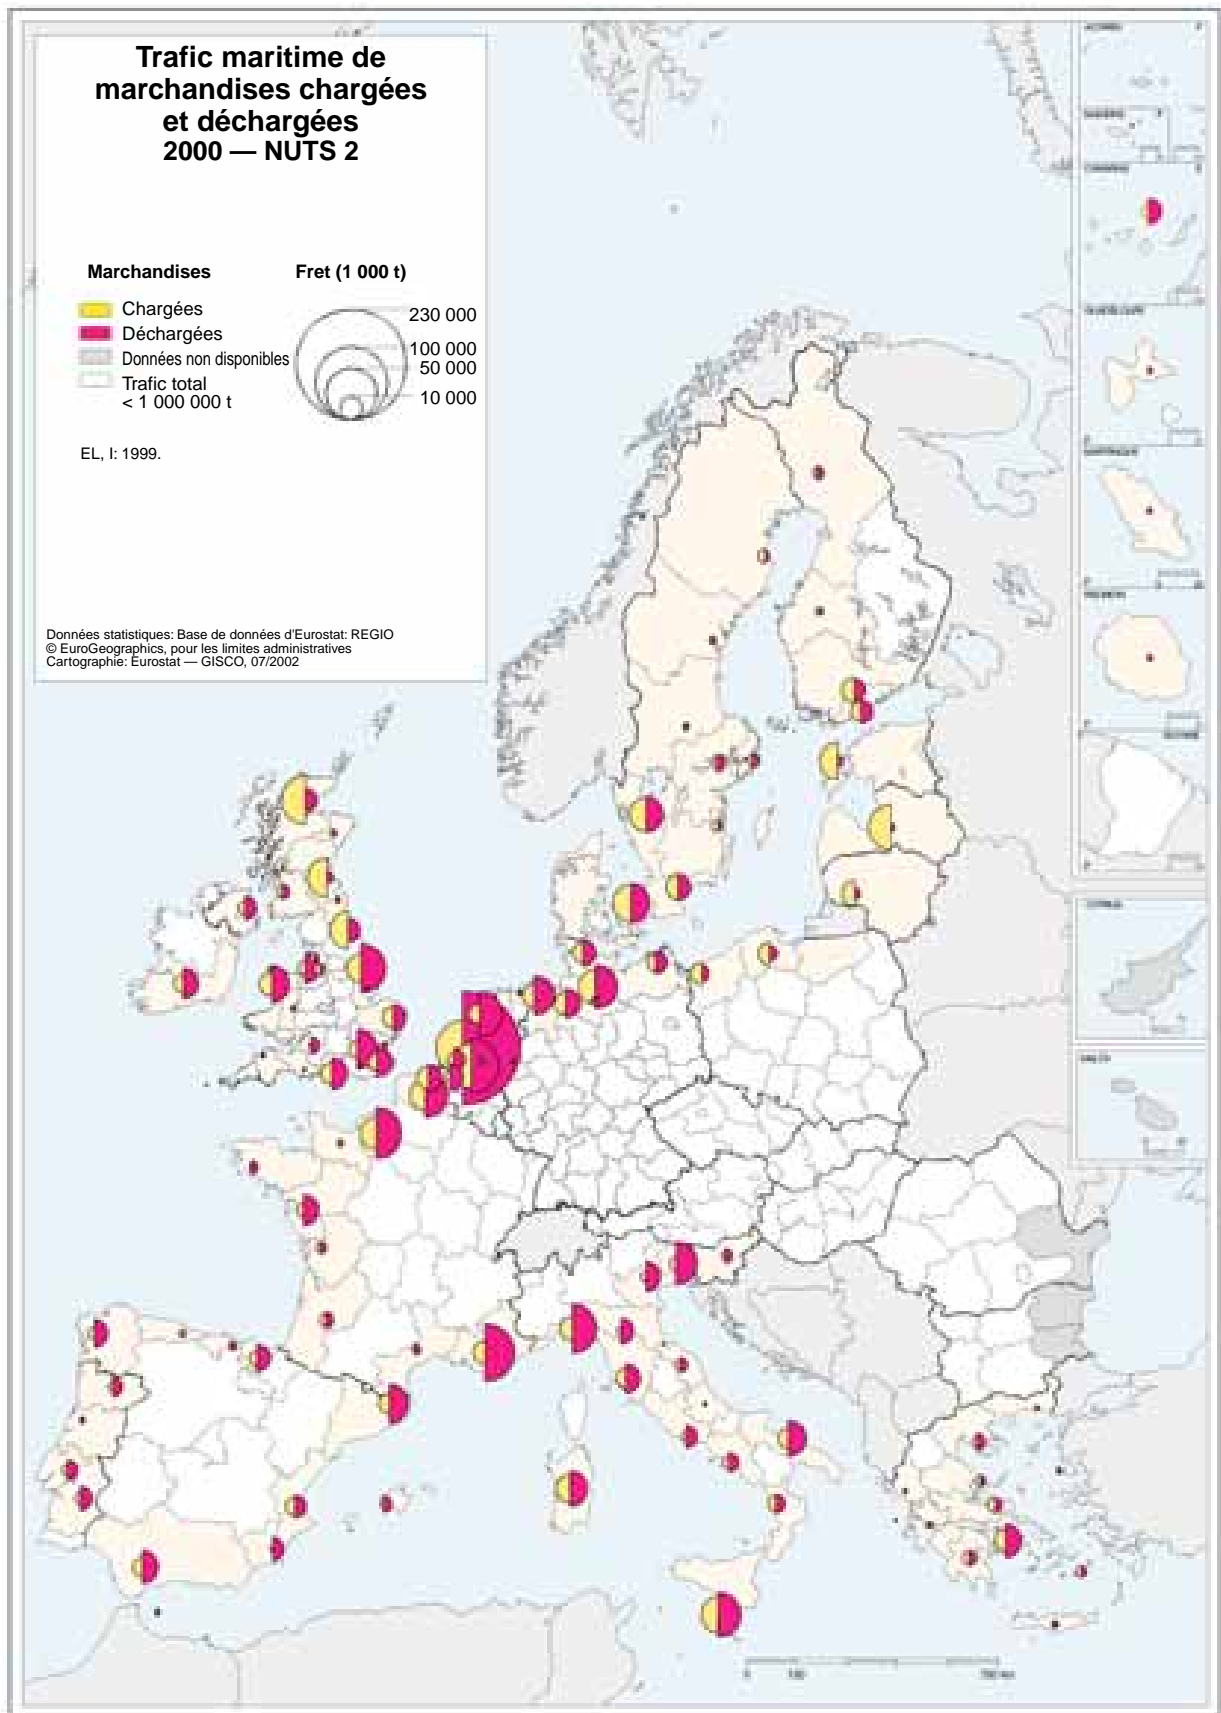 Trafic maritime de
marchandises chargées
et déchargées
2000 — NUTS 2
Marchandises
Chargées
Déchargées
Données non disponibles
Trafic total
< 1 000 000 t
Fret (1 000 t)
230 000
100 000
50 000
10 000
EL, I: 1999.
Données statistiques: Base de données d'Eurostat: REGIO
© EuroGeographics, pour les limites administratives
Cartographie: Eurostat — GISCO, 07/2002